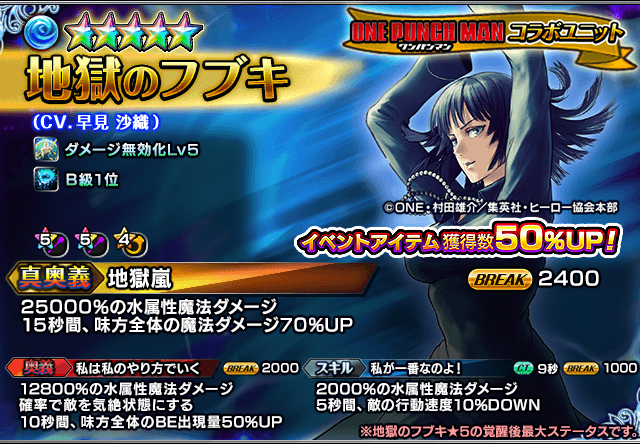 ONE PUNCH MAN コラボユニット
ワンパンマン
地獄のフブキ
(CV.早見 沙織)
ダメージ無効化Lv5
B級1位
©ONE・村田雄介／集英社・ヒーロー協会本部
5 5 4
イベントアイテム獲得数50%UP!
真奥義 地獄嵐 BREAK 2400
25000%の水属性魔法ダメージ
15秒間、味方全体の魔法ダメージ70%UP
奥義 私は私のやり方でいく BREAK 2000
12800%の水属性魔法ダメージ
確率で敵を気絶状態にする
10秒間、味方全体のBE出現量50%UP
スキル 私が一番なのよ! C.T. 9秒 BREAK 1000
2000%の水属性魔法ダメージ
5秒間、敵の行動速度10%DOWN
※地獄のフブキ★5の覚醒後最大ステータスです。